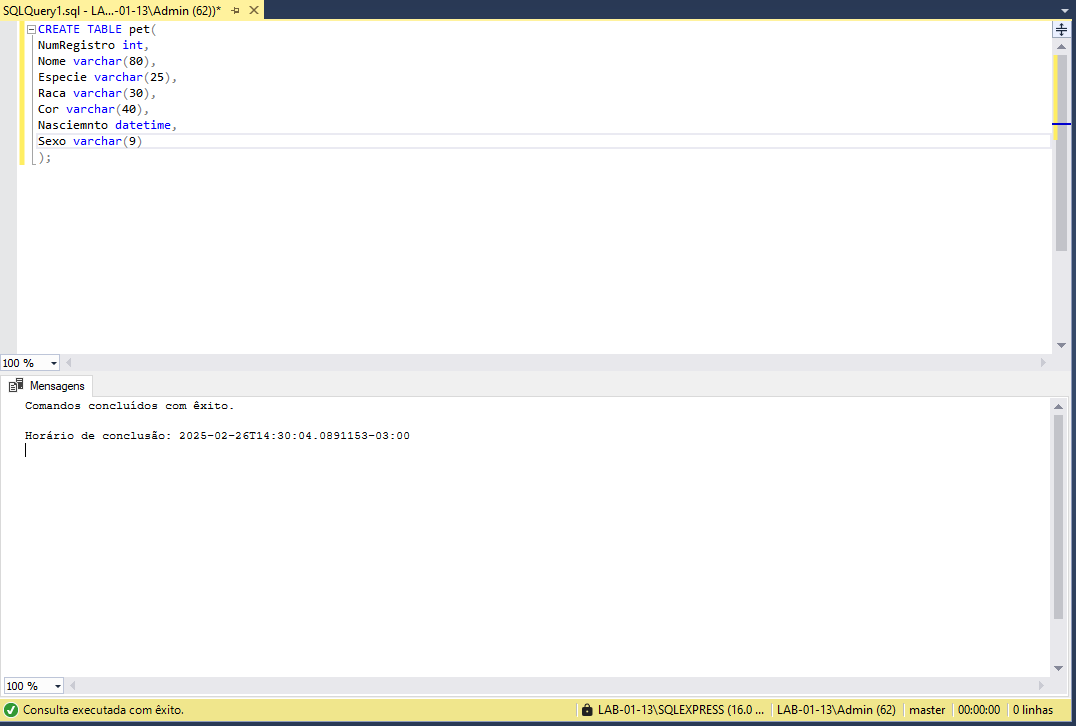 SQLQuery1.sql - LA...-01-13\Admin (62))*
CREATE TABLE pet(
NumRegistro int,
Nome varchar(80),
Especie varchar(25),
Raca varchar(30),
Cor varchar(40),
Nasciemnto datetime,
Sexo varchar(9)
);
100 %
Mensagens
Comandos concluídos com êxito.
Horário de conclusão: 2025-02-26T14:30:04.0891153-03:00
100 %
Consulta executada com êxito. LAB-01-13\SQLEXPRESS (16.0 ... LAB-01-13\Admin (62) master 00:00:00 0 linhas